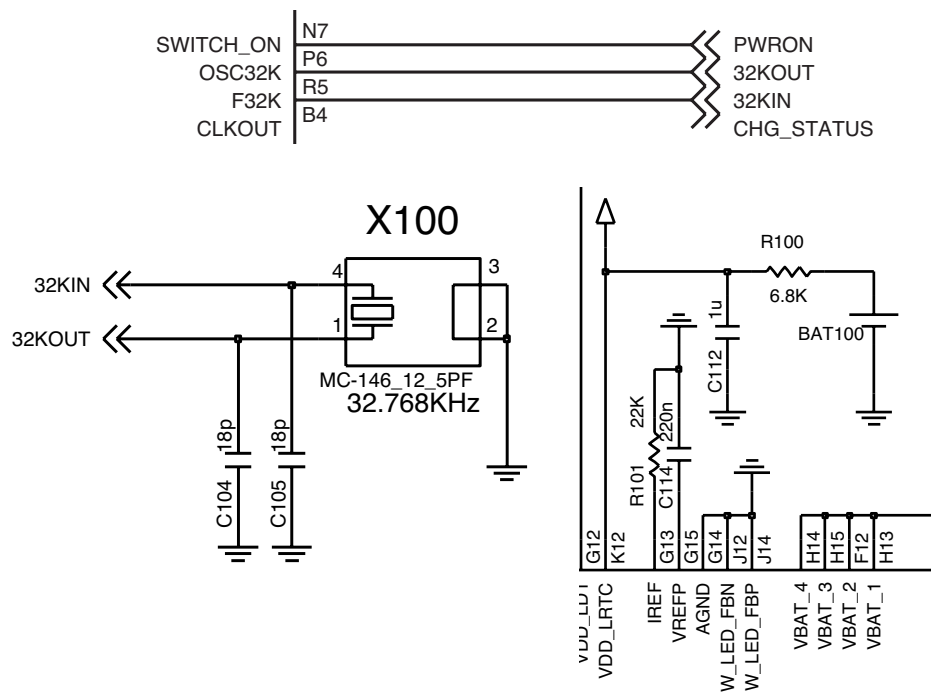 SWITCH_ON N7 PWRON
OSC32K P6 32KOUT
F32K R5 32KIN
CLKOUT B4 CHG_STATUS
X100
32KIN 4 3
32KOUT 1 2
MC-146_12_5PF
32.768KHz
18p
C104
18p
C105
R100
6.8K
1u
C112
BAT100
22K
R101
220n
C114
G12
K12
G13
G15
G14
J12
J14
H14
H15
F12
H13
VDD_LRTC
IREF
VREFP
AGND
W_LED_FBN
W_LED_FBP
VBAT_4
VBAT_3
VBAT_2
VBAT_1